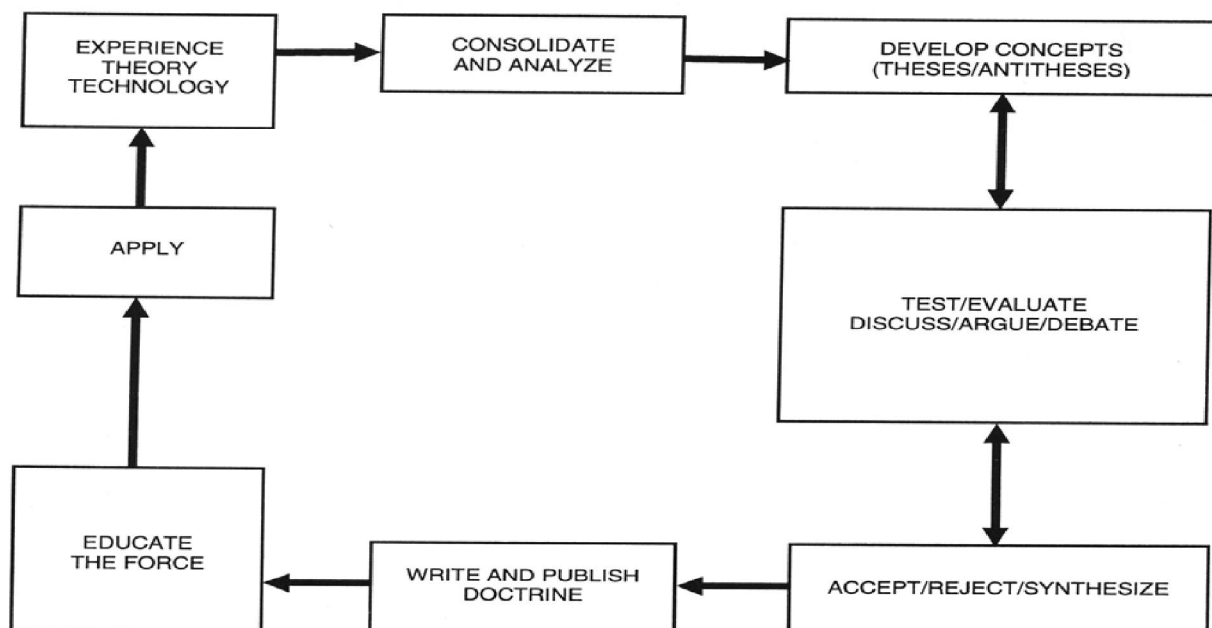 EXPERIENCE
THEORY
TECHNOLOGY
CONSOLIDATE
AND ANALYZE
DEVELOP CONCEPTS
(THESES/ANTITHESES)
TEST/EVALUATE
DISCUSS/ARGUE/DEBATE
ACCEPT/REJECT/SYNTHESIZE
WRITE AND PUBLISH
DOCTRINE
EDUCATE
THE FORCE
APPLY